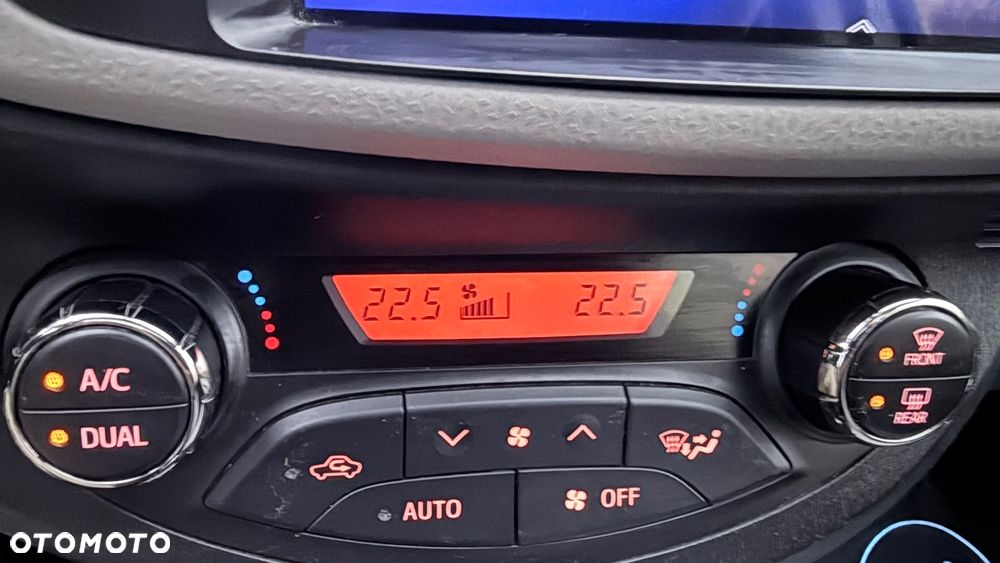 22.5 22.5
A/C
DUAL
FRONT
REAR
AUTO
OFF
OTOMOTO